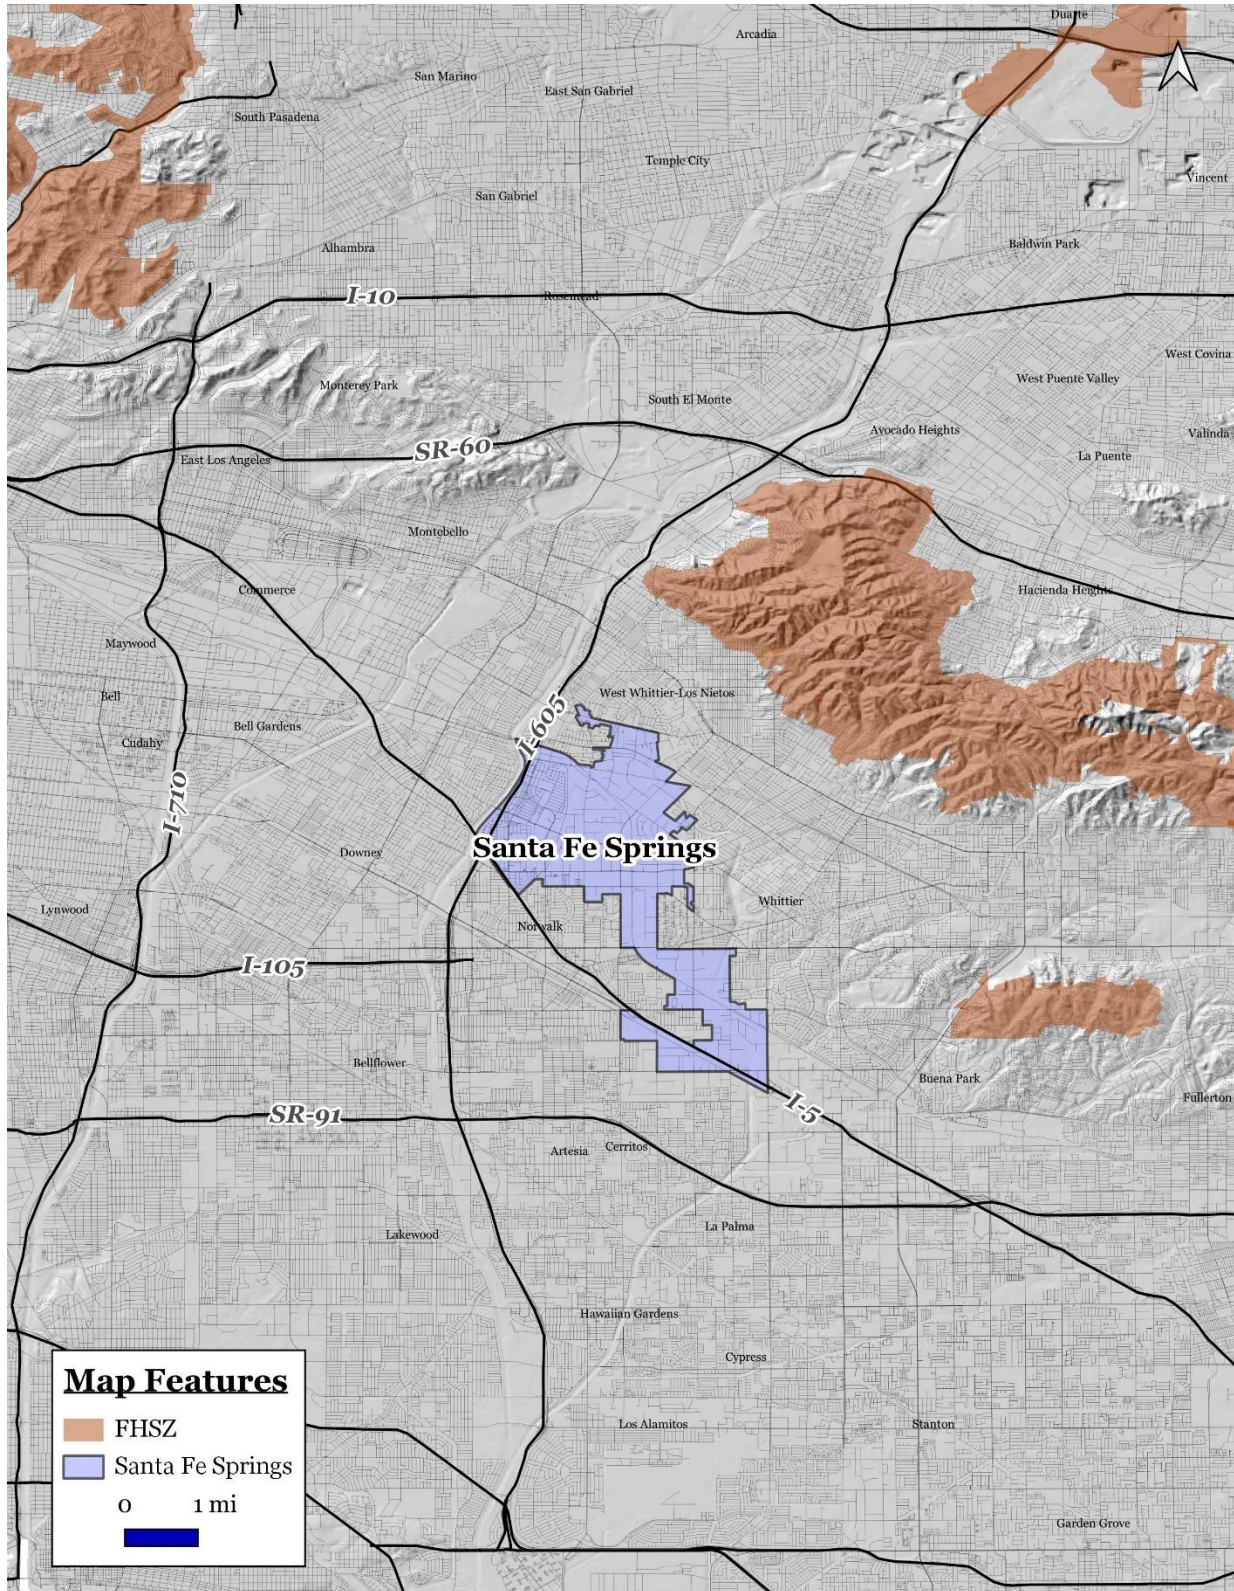 Duarte
Arcadia
San Marino
East San Gabriel
South Pasadena
Temple City
Vincent
San Gabriel
Alhambra
Baldwin Park
I-10
Rosemead
West Covina
Monterey Park
West Puente Valley
South El Monte
Avocado Heights
Valinda
SR-60
East Los Angeles
La Puente
Montebello
Commerce
Hacienda Heights
Maywood
Bell
West Whittier-Los Nietos
Bell Gardens
I-605
Cudahy
I-710
Santa Fe Springs
Downey
Lynwood
Whittier
Norwalk
I-105
Bellflower
Buena Park
Fullerton
I-5
SR-91
Artesia
Cerritos
La Palma
Lakewood
Hawaiian Gardens
Cypress
Map Features
FHSZ
Santa Fe Springs
0 1 mi
Los Alamitos
Stanton
Garden Grove